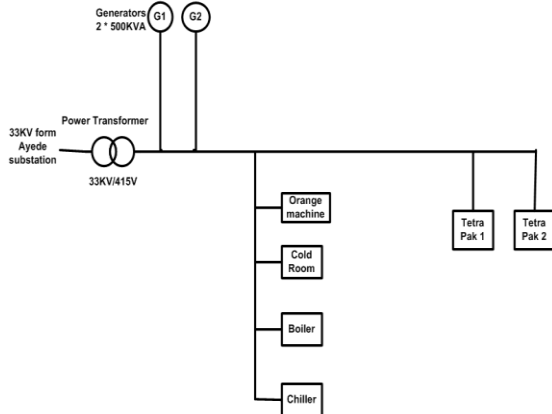 Generators
2 * 500KVA
G1
G2
Power Transformer
33KV form
Ayede
substation
33KV/415V
Orange
machine
Cold
Room
Boiler
Chiller
Tetra
Pak 1
Tetra
Pak 2